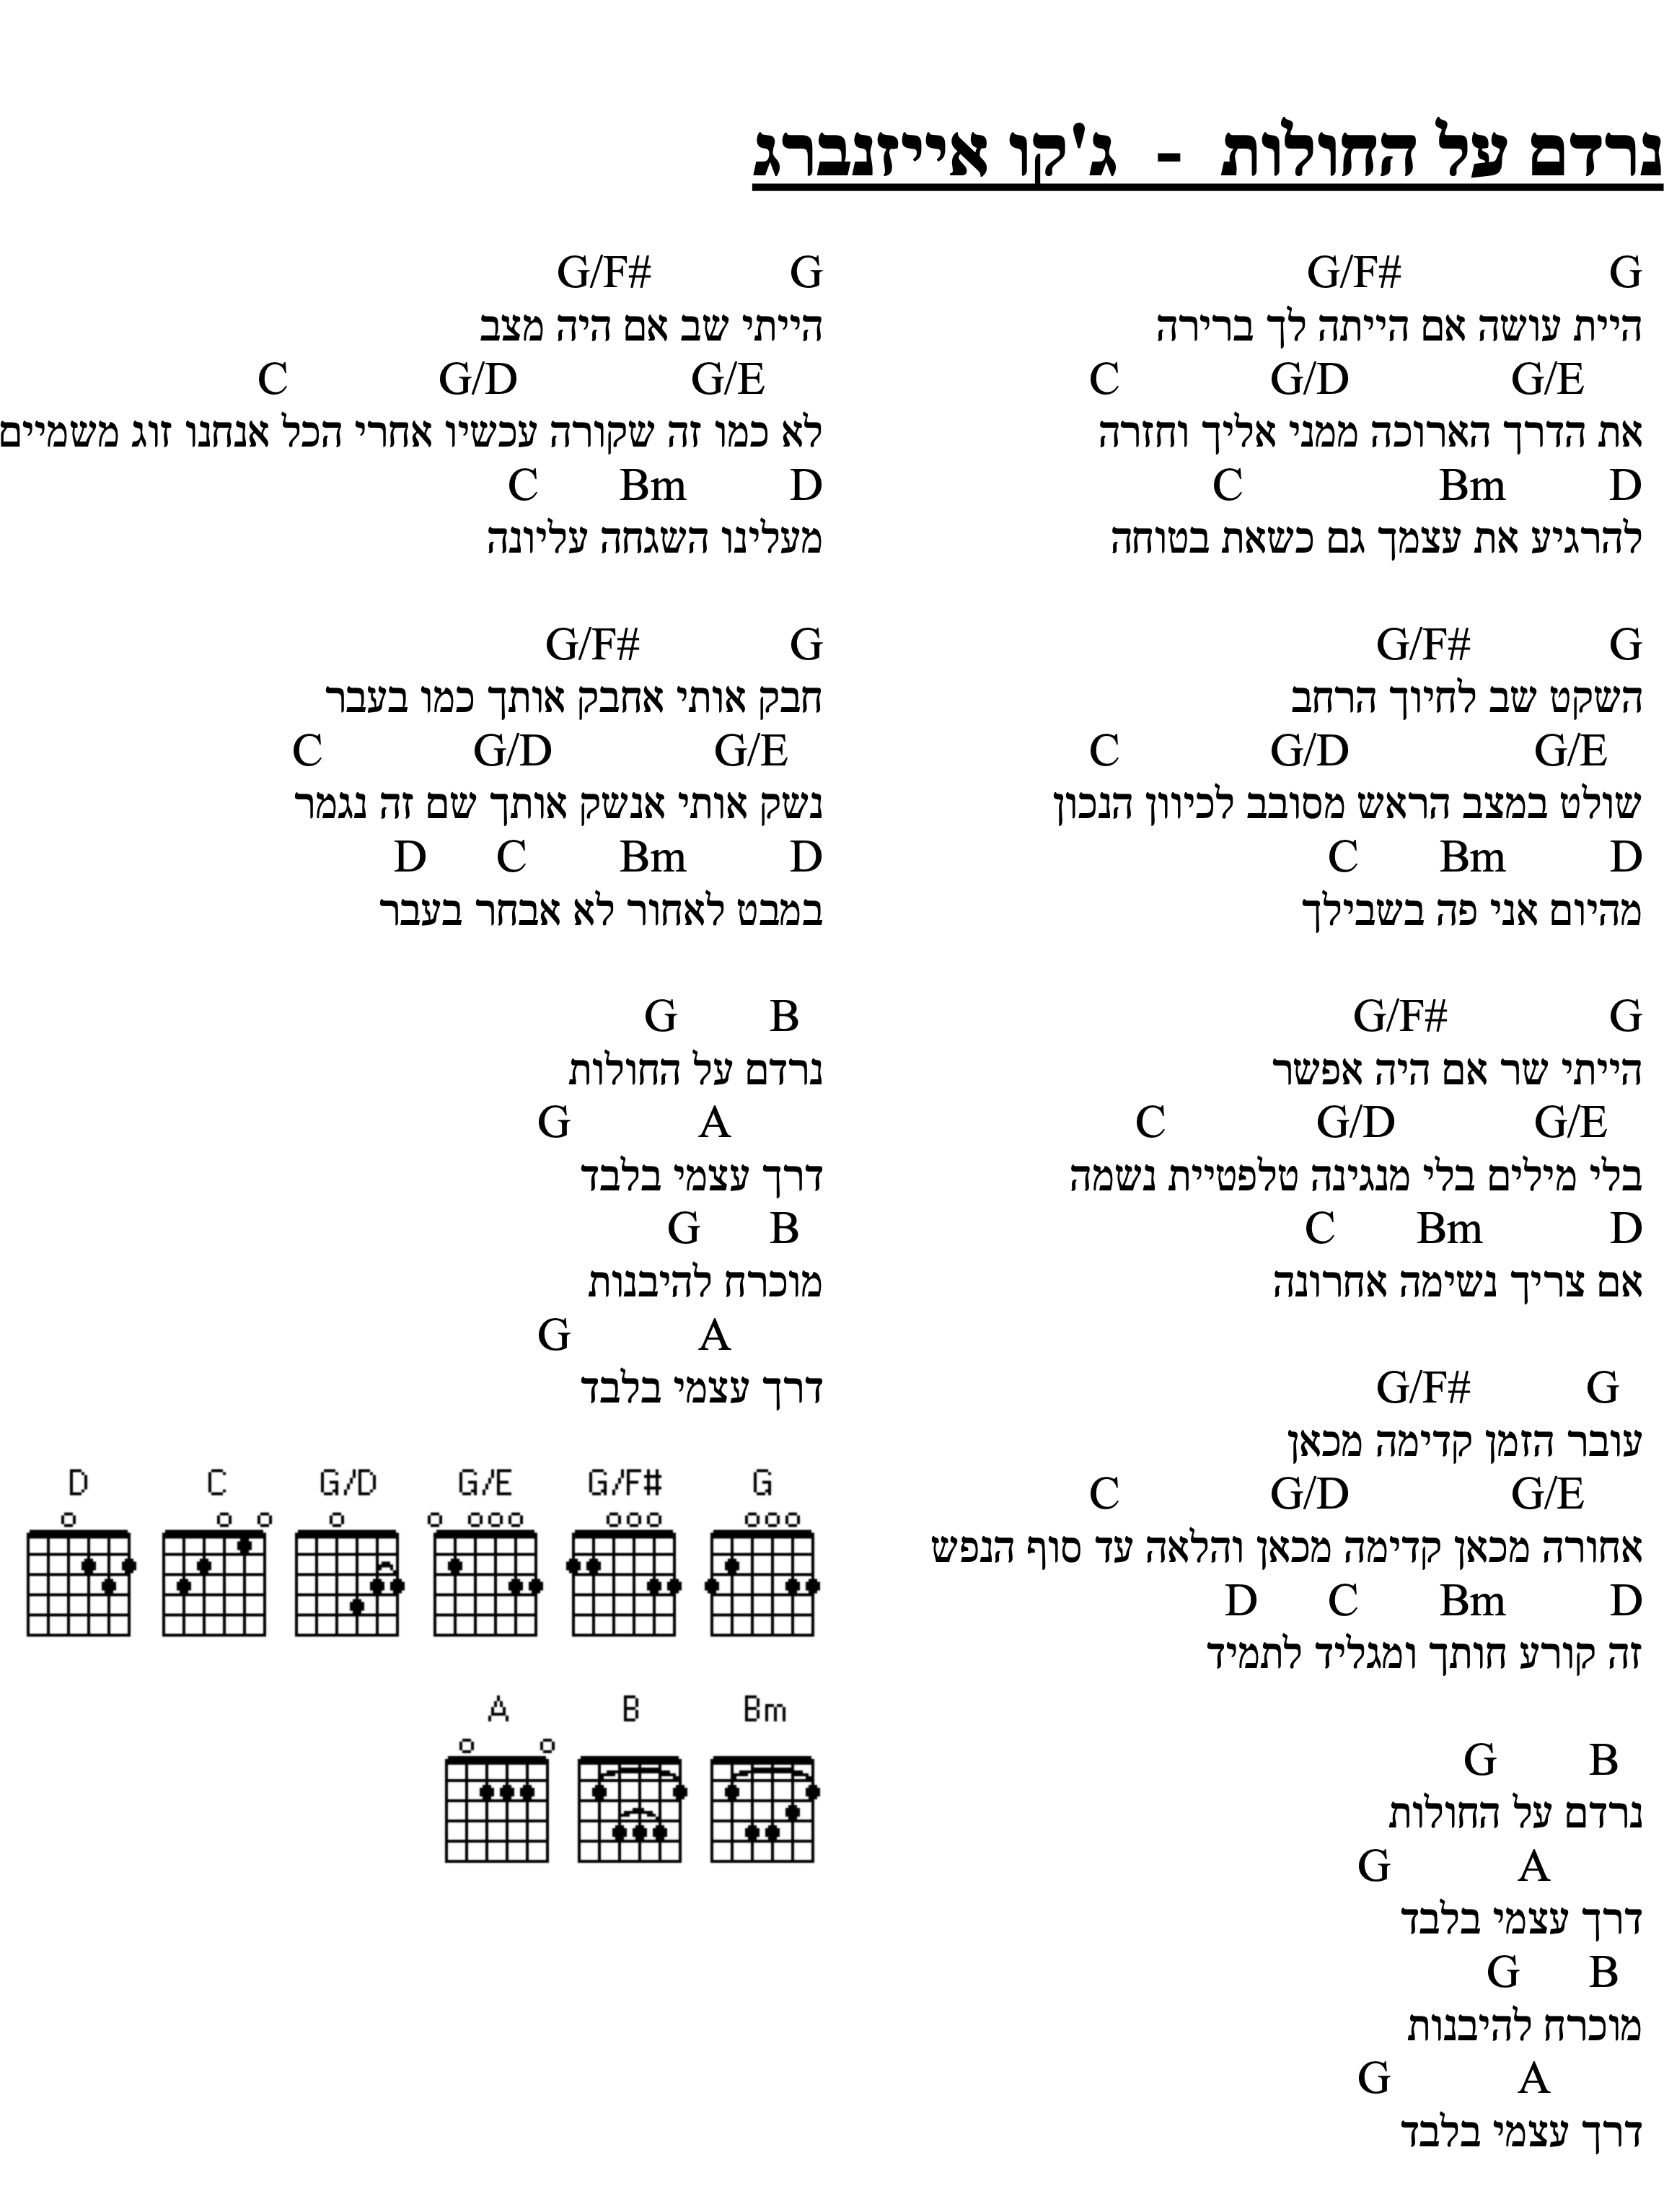 נרדם על החולות - ג'קו אייזנברג
G G/F#
היית עושה אם הייתה לך ברירה
G/E G/D C
את הדרך הארוכה ממני אליך וחזרה
D Bm C
להרגיע את עצמך גם כשאת בטוחה
G G/F#
השקט שב לחיוך הרחב
G/E G/D C
שולט במצב הראש מסובב לכיוון הנכון
D Bm C
מהיום אני פה בשבילך
G G/F#
הייתי שר אם היה אפשר
G/E G/D C
בלי מילים בלי מנגינה טלפטיית נשמה
D Bm C
אם צריך נשימה אחרונה
G G/F#
עובר הזמן קדימה מכאן
G/E G/D C
אחורה מכאן קדימה מכאן והלאה עד סוף הנפש
D Bm C D
זה קורע חותך ומגליד לתמיד
B G
נרדם על החולות
A G
דרך עצמי בלבד
B G
מוכרח להיבנות
A G
דרך עצמי בלבד
G G/F#
הייתי שב אם היה מצב
G/E G/D C
לא כמו זה שקורה עכשיו אחרי הכל אנחנו זוג משמיים
D Bm C
מעלינו השגחה עליונה
G G/F#
חבק אותי אחבק אותך כמו בעבר
G/E G/D C
נשק אותי אנשק אותך שם זה נגמר
D Bm C D
במבט לאחור לא אבחר בעבר
B G
נרדם על החולות
A G
דרך עצמי בלבד
B G
מוכרח להיבנות
A G
דרך עצמי בלבד
G G/F# G/E G/D C D
Bm B A